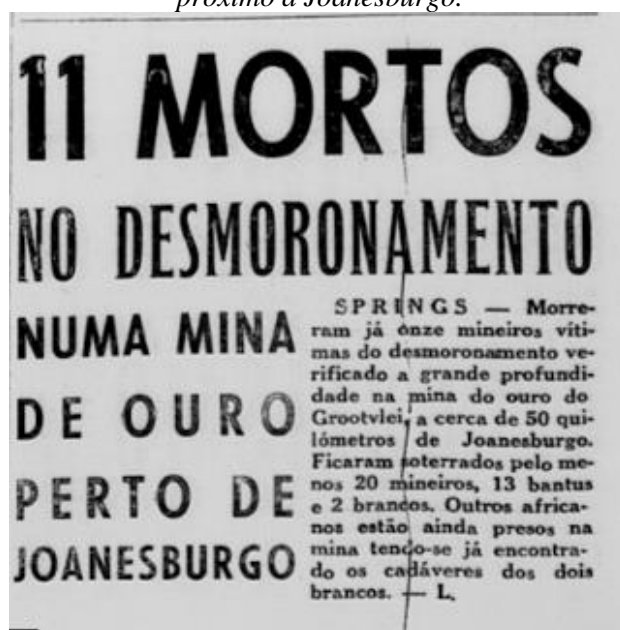 próximo a Joanesburgo.
11 MORTOS
NO DESMORONAMENTO
NUMA MINA
DE OURO
PERTO DE
JOANESBURGO
SPRINGS — Morre-
ram já onze mineiros víti-
mas do desmoronamento ve-
rificado a grande profundi-
dade na mina do ouro do
Grootvlei, a cerca de 50 qui-
lómetros de Joanesburgo.
Ficaram soterrados pelo me-
nos 20 mineiros, 13 bantus
e 2 brancos. Outros africa-
nos estão ainda presos na
mina tendo-se já encontra-
do os cadáveres dos dois
brancos. — L.